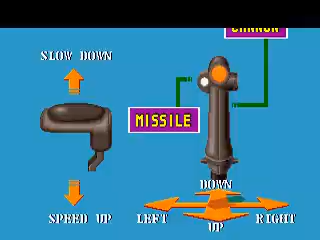 CANNON
SLOW DOWN
MISSILE
DOWN
SPEED UP
LEFT
RIGHT
UP